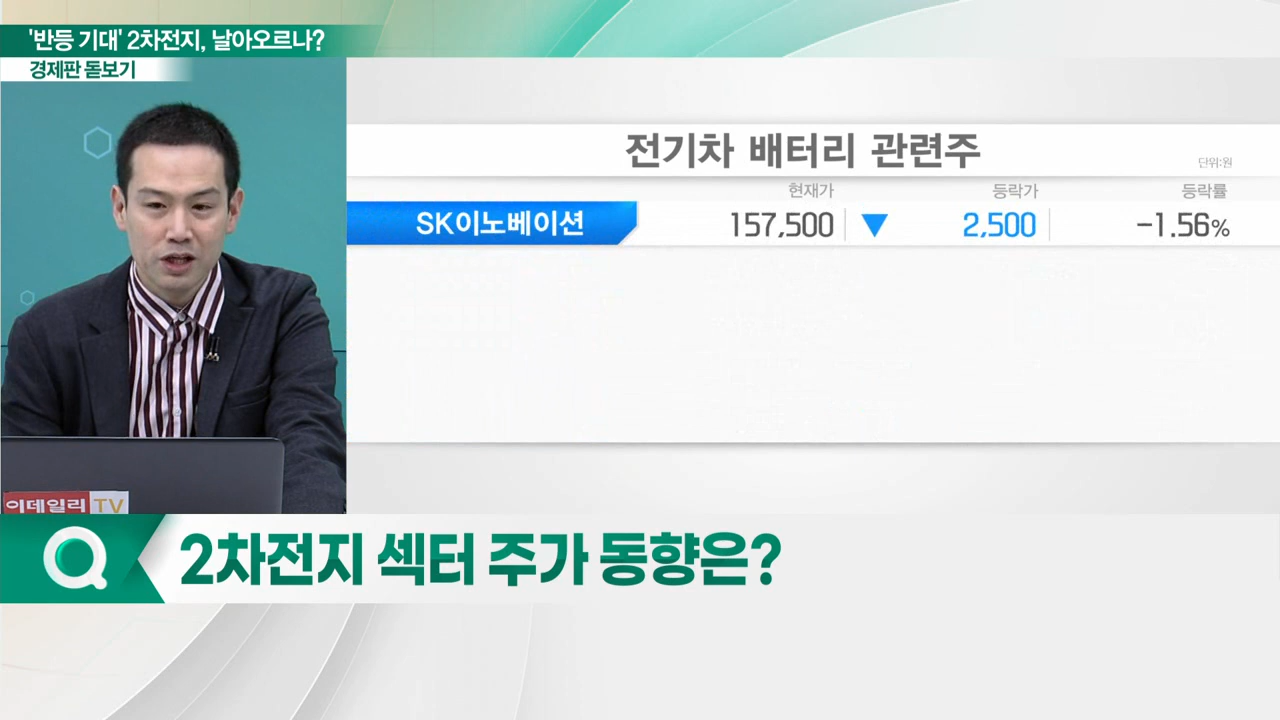 '반등 기대' 2차전지, 날아오르나?
경제판 돋보기
전기차 배터리 관련주
단위:원
현재가 등락가 등락률
SK이노베이션 157,500 ▼ 2,500 -1.56%
이데일리 TV
Q 2차전지 섹터 주가 동향은?